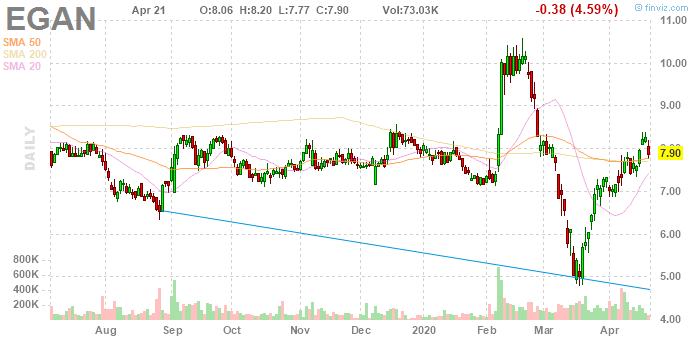 EGAN Apr 21 O:8.06 H:8.20 L:7.77 C:7.90 Vol:73.03K -0.38 (4.59%) © finviz.com
SMA 50
SMA 200
SMA 20
DAILY
11.00
10.00
9.00
8.00
7.90
7.00
6.00
5.00
4.00
800K
600K
400K
200K
Aug Sep Oct Nov Dec 2020 Feb Mar Apr